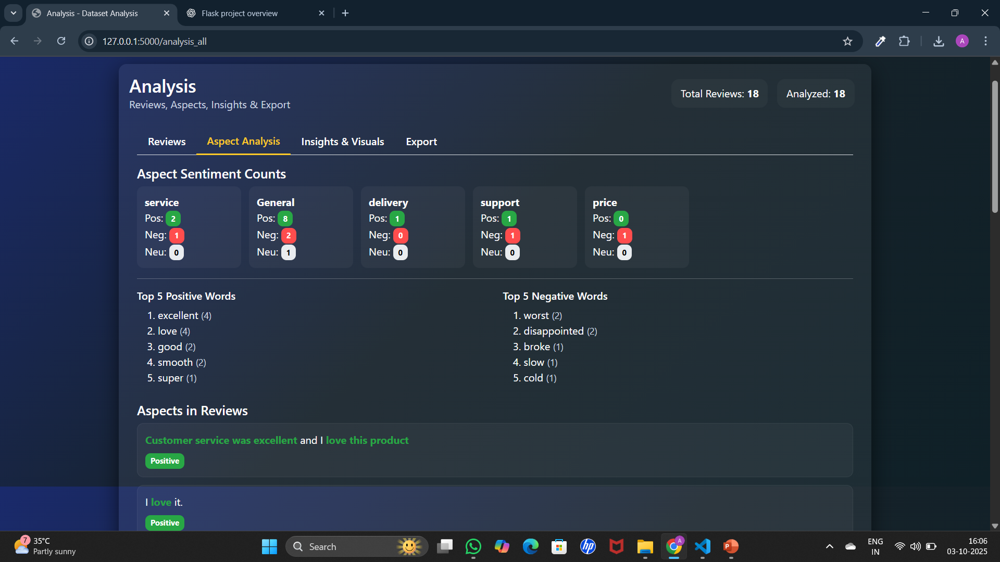 Analysis - Dataset Analysis
Flask project overview
127.0.0.1:5000/analysis_all
A
Analysis
Reviews, Aspects, Insights & Export
Total Reviews: 18
Analyzed: 18
Reviews
Aspect Analysis
Insights & Visuals
Export
Aspect Sentiment Counts
service
Pos: 2
Neg: 1
Neu: 0
General
Pos: 8
Neg: 2
Neu: 1
delivery
Pos: 1
Neg: 0
Neu: 0
support
Pos: 1
Neg: 1
Neu: 0
price
Pos: 0
Neg: 1
Neu: 0
Top 5 Positive Words
1. excellent (4)
2. love (4)
3. good (2)
4. smooth (2)
5. super (1)
Top 5 Negative Words
1. worst (2)
2. disappointed (2)
3. broke (1)
4. slow (1)
5. cold (1)
Aspects in Reviews
Customer service was excellent and I love this product
Positive
I love it.
Positive
7
35°C
Partly sunny
Search
hp
A
P
ENG
IN
16:06
03-10-2025